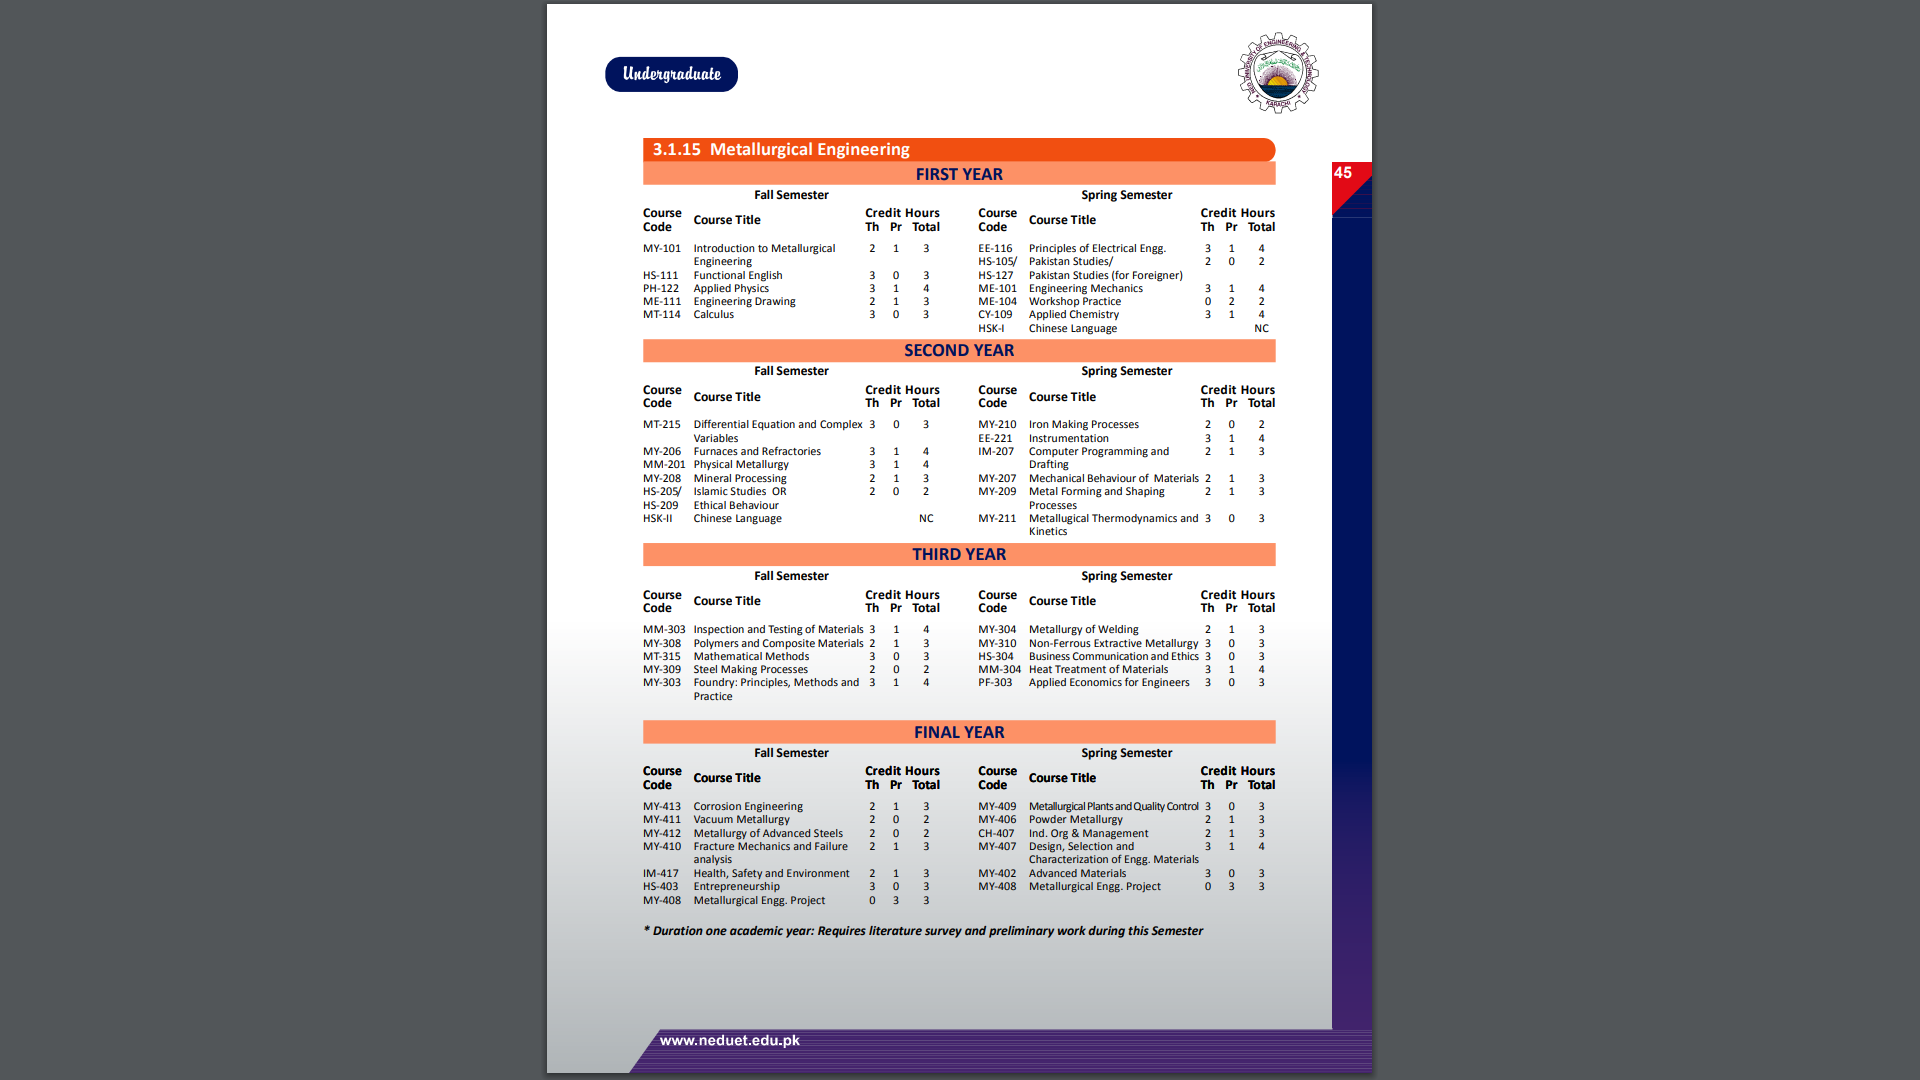 Undergraduate
NED UNIVERSITY OF ENGINEERING & TECHNOLOGY
KARACHI
3.1.15 Metallurgical Engineering
45
FIRST YEAR
Fall Semester
Course Code Course Title Credit Hours Th Pr Total
MY-101 Introduction to Metallurgical 2 1 3
Engineering
HS-111 Functional English 3 0 3
PH-122 Applied Physics 3 1 4
ME-111 Engineering Drawing 2 1 3
MT-114 Calculus 3 0 3
Spring Semester
Course Code Course Title Credit Hours Th Pr Total
EE-116 Principles of Electrical Engg. 3 1 4
HS-105/ Pakistan Studies/ 2 0 2
HS-127 Pakistan Studies (for Foreigner)
ME-101 Engineering Mechanics 3 1 4
ME-104 Workshop Practice 0 2 2
CY-109 Applied Chemistry 3 1 4
HSK-I Chinese Language NC
SECOND YEAR
Fall Semester
Course Code Course Title Credit Hours Th Pr Total
MT-215 Differential Equation and Complex 3 0 3
Variables
MY-206 Furnaces and Refractories 3 1 4
MM-201 Physical Metallurgy 3 1 4
MY-208 Mineral Processing 2 1 3
HS-205/ Islamic Studies OR 2 0 2
HS-209 Ethical Behaviour
HSK-II Chinese Language NC
Spring Semester
Course Code Course Title Credit Hours Th Pr Total
MY-210 Iron Making Processes 2 0 2
EE-221 Instrumentation 3 1 4
IM-207 Computer Programming and 2 1 3
Drafting
MY-207 Mechanical Behaviour of Materials 2 1 3
MY-209 Metal Forming and Shaping 2 1 3
Processes
MY-211 Metallugical Thermodynamics and 3 0 3
Kinetics
THIRD YEAR
Fall Semester
Course Code Course Title Credit Hours Th Pr Total
MM-303 Inspection and Testing of Materials 3 1 4
MY-308 Polymers and Composite Materials 2 1 3
MT-315 Mathematical Methods 3 0 3
MY-309 Steel Making Processes 2 0 2
MY-303 Foundry: Principles, Methods and 3 1 4
Practice
Spring Semester
Course Code Course Title Credit Hours Th Pr Total
MY-304 Metallurgy of Welding 2 1 3
MY-310 Non-Ferrous Extractive Metallurgy 3 0 3
HS-304 Business Communication and Ethics 3 0 3
MM-304 Heat Treatment of Materials 3 1 4
PF-303 Applied Economics for Engineers 3 0 3
FINAL YEAR
Fall Semester
Course Code Course Title Credit Hours Th Pr Total
MY-413 Corrosion Engineering 2 1 3
MY-411 Vacuum Metallurgy 2 0 2
MY-412 Metallurgy of Advanced Steels 2 0 2
MY-410 Fracture Mechanics and Failure 2 1 3
analysis
IM-417 Health, Safety and Environment 2 1 3
HS-403 Entrepreneurship 3 0 3
MY-408 Metallurgical Engg. Project 0 3 3
Spring Semester
Course Code Course Title Credit Hours Th Pr Total
MY-409 Metallurgical Plants and Quality Control 3 0 3
MY-406 Powder Metallurgy 2 1 3
CH-407 Ind. Org & Management 2 1 3
MY-407 Design, Selection and 3 1 4
Characterization of Engg. Materials
MY-402 Advanced Materials 3 0 3
MY-408 Metallurgical Engg. Project 0 3 3
* Duration one academic year: Requires literature survey and preliminary work during this Semester
www.neduet.edu.pk